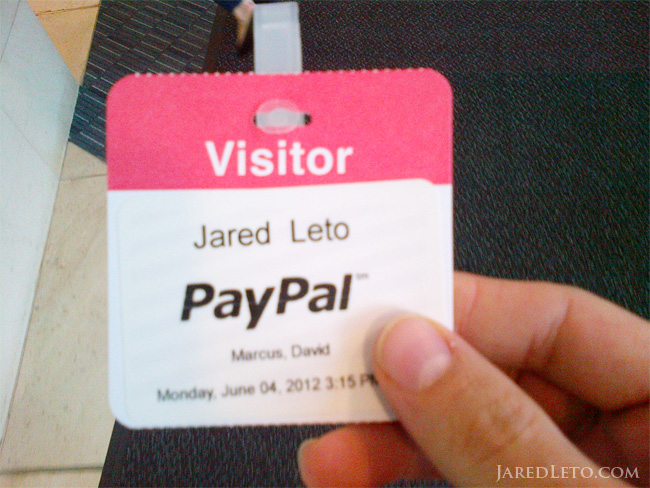 Visitor
Jared Leto
PayPal™
Marcus, David
Monday, June 04, 2012 3:15 PM
JaredLeto.com